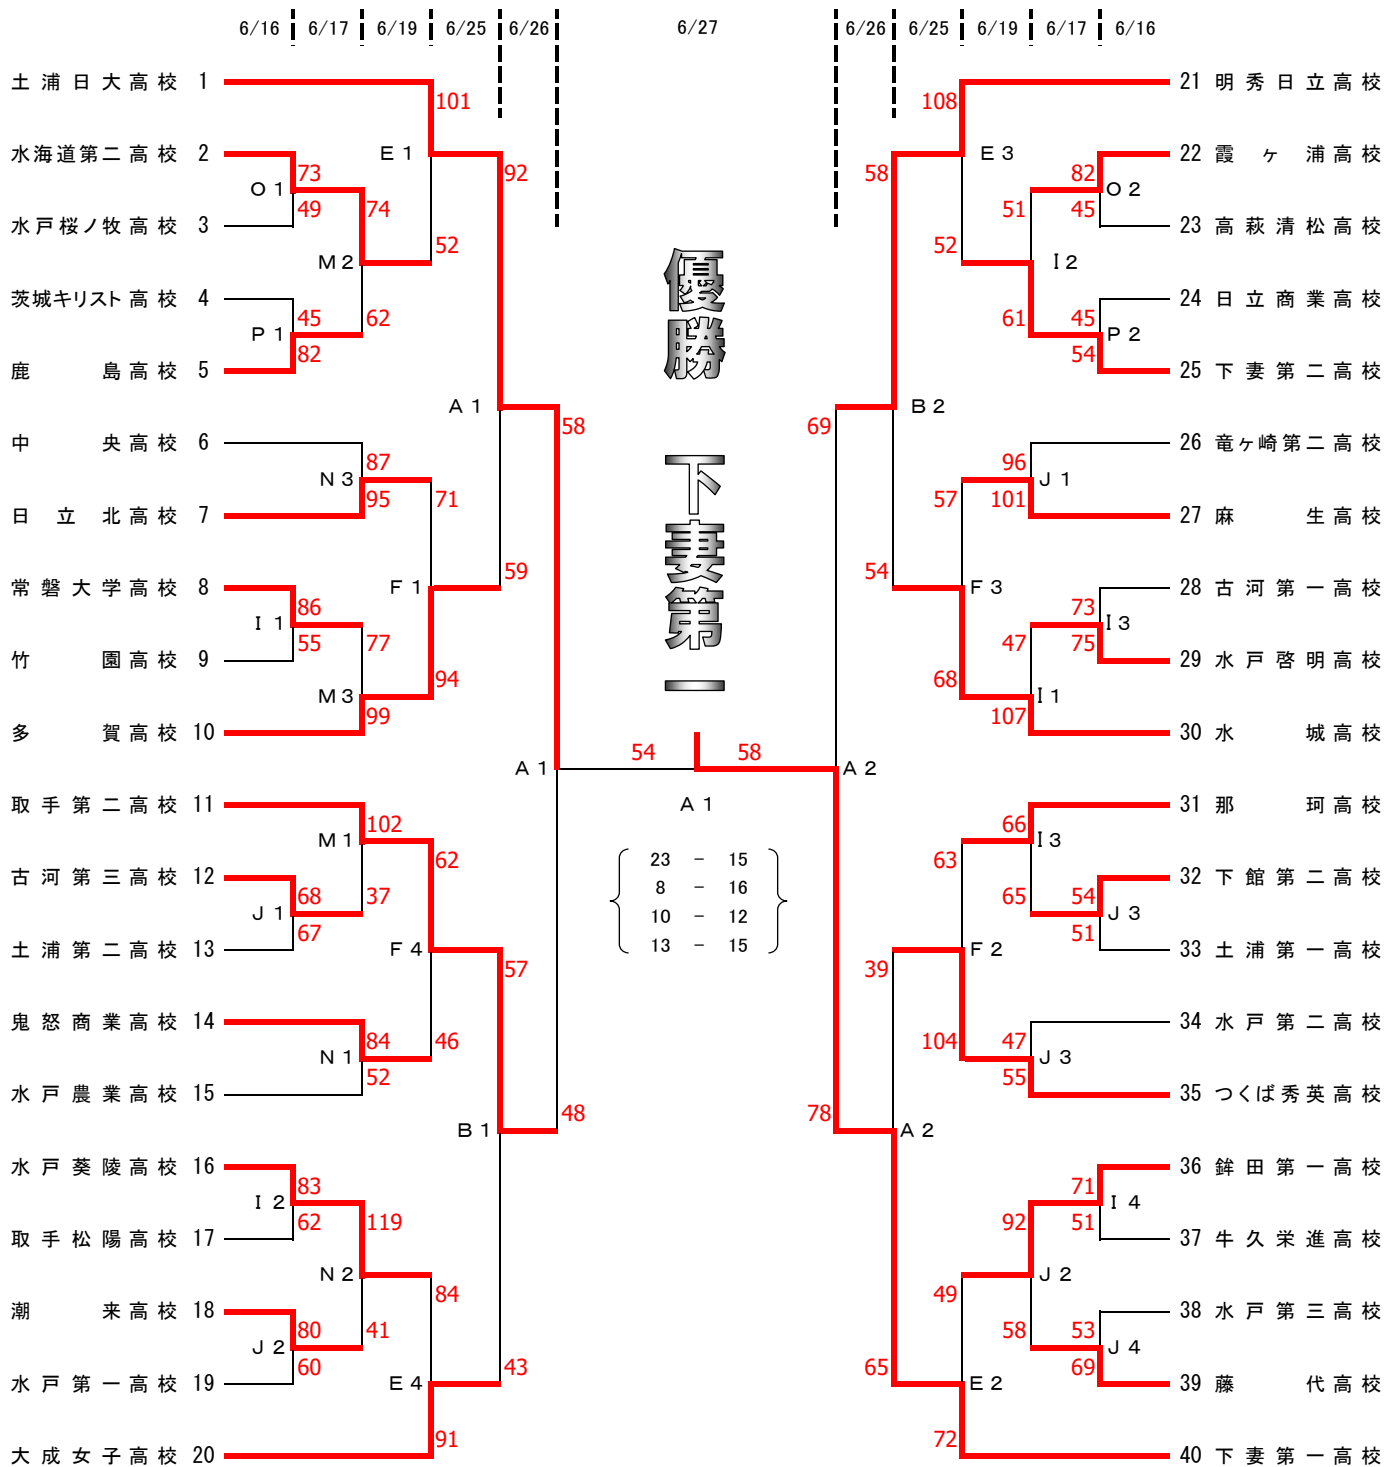 6/16 6/17 6/19 6/25 6/26 6/27 6/26 6/25 6/19 6/17 6/16
土浦日大高校 1
101
E1
水海道第二高校 2
73
92
O1
49
74
水戸桜ノ牧高校 3
52
M2
茨城キリスト高校 4
45
62
P1
82
鹿島高校 5
A1
58
中央高校 6
87
N3
95
71
日立北高校 7
59
常磐大学高校 8
F1
86
I1
55
77
竹園高校 9
94
M3
99
多賀高校 10
A1
取手第二高校 11
102
M1
62
古河第三高校 12
68
37
J1
67
土浦第二高校 13
F4
57
鬼怒商業高校 14
84
46
N1
52
水戸農業高校 15
48
B1
水戸葵陵高校 16
83
I2
62
119
取手松陽高校 17
N2
84
潮来高校 18
80
41
J2
60
43
水戸第一高校 19
E4
91
大成女子高校 20
優勝 下妻第一
54 58
A1
23 - 15
8 - 16
10 - 12
13 - 15
21 明秀日立高校
108
E3
22 霞ヶ浦高校
58
82
O2
51
45
23 高萩清松高校
52
I2
24 日立商業高校
61
45
P2
54
25 下妻第二高校
B2
69
26 竜ヶ崎第二高校
96
J1
57
101
27 麻生高校
54
F3
28 古河第一高校
73
I3
47
75
29 水戸啓明高校
68
I1
107
30 水城高校
A2
31 那珂高校
66
I3
63
32 下館第二高校
65
54
J3
51
33 土浦第一高校
F2
39
34 水戸第二高校
104
47
J3
55
35 つくば秀英高校
78
A2
36 鉾田第一高校
71
I4
92
51
37 牛久栄進高校
J2
49
38 水戸第三高校
58
53
J4
65
69
39 藤代高校
E2
72
40 下妻第一高校